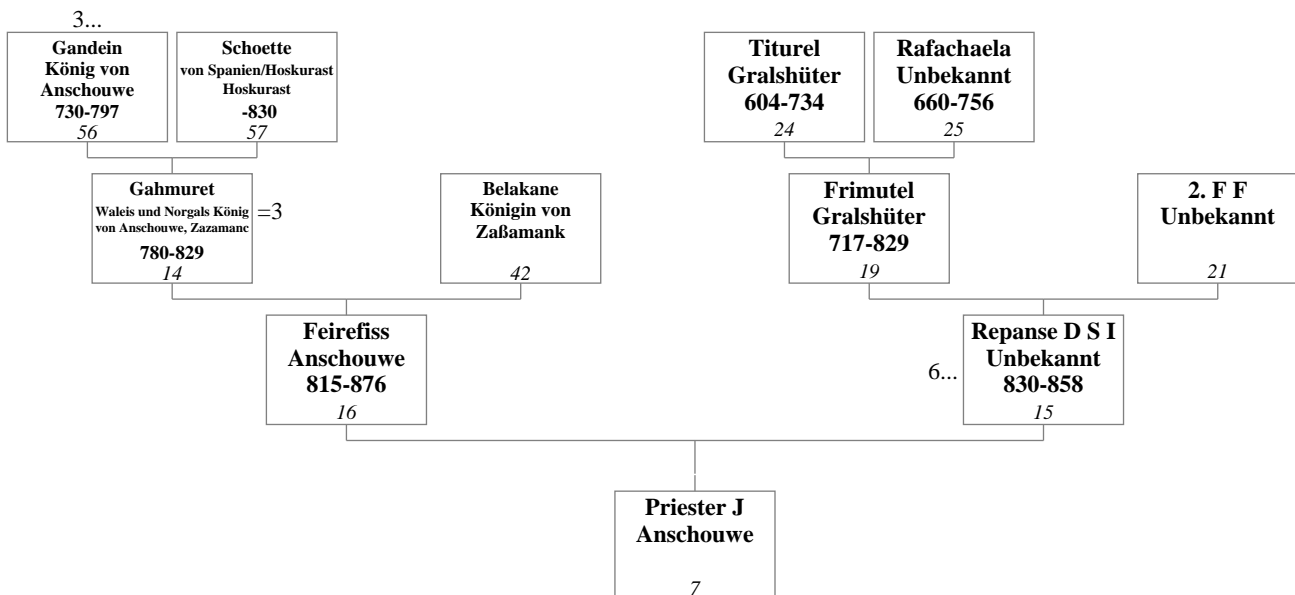 3...
Gandein
König von
Anschouwe
730-797
56
Schoette
von Spanien/Hoskurast
Hoskurast
-830
57
Titurel
Gralshüter
604-734
24
Rafachaela
Unbekannt
660-756
25
Gahmuret
Waleis und Norgals König
von Anschouwe, Zazamanc
780-829
14
=3
Belakane
Königin von
Zaßamank
42
Frimutel
Gralshüter
717-829
19
2. F F
Unbekannt
21
Feirefiss
Anschouwe
815-876
16
6...
Repanse D S I
Unbekannt
830-858
15
Priester J
Anschouwe
7